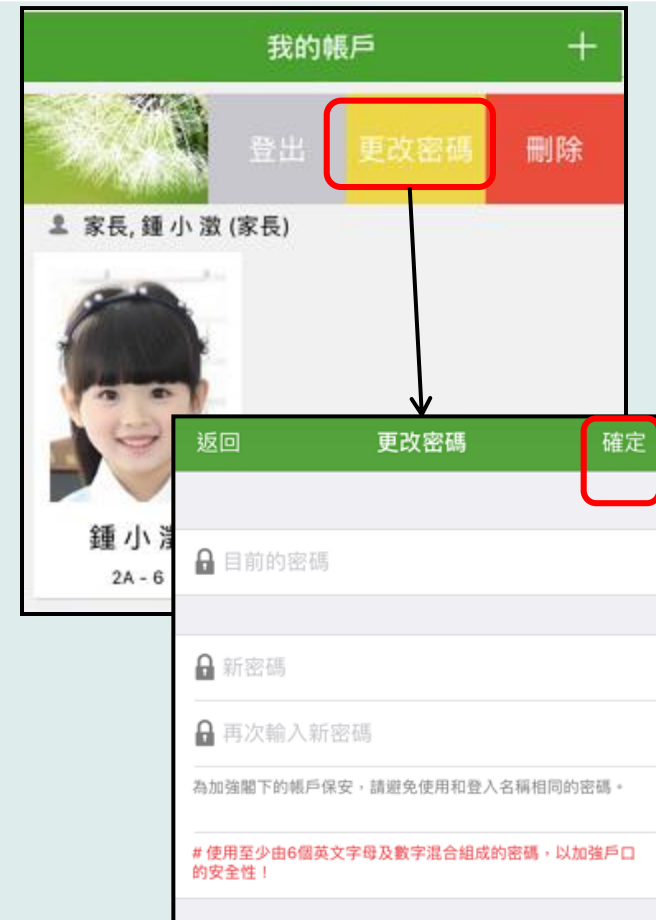 我的帳戶 +
登出 更改密碼 刪除
家長, 鍾 小 澂 (家長)
鍾 小
2A - 6
返回 更改密碼 確定
目前的密碼
新密碼
再次輸入新密碼
為加強閣下的帳戶保安，請避免使用和登入名稱相同的密碼。
# 使用至少由6個英文字母及數字混合組成的密碼，以加強戶口
的安全性！